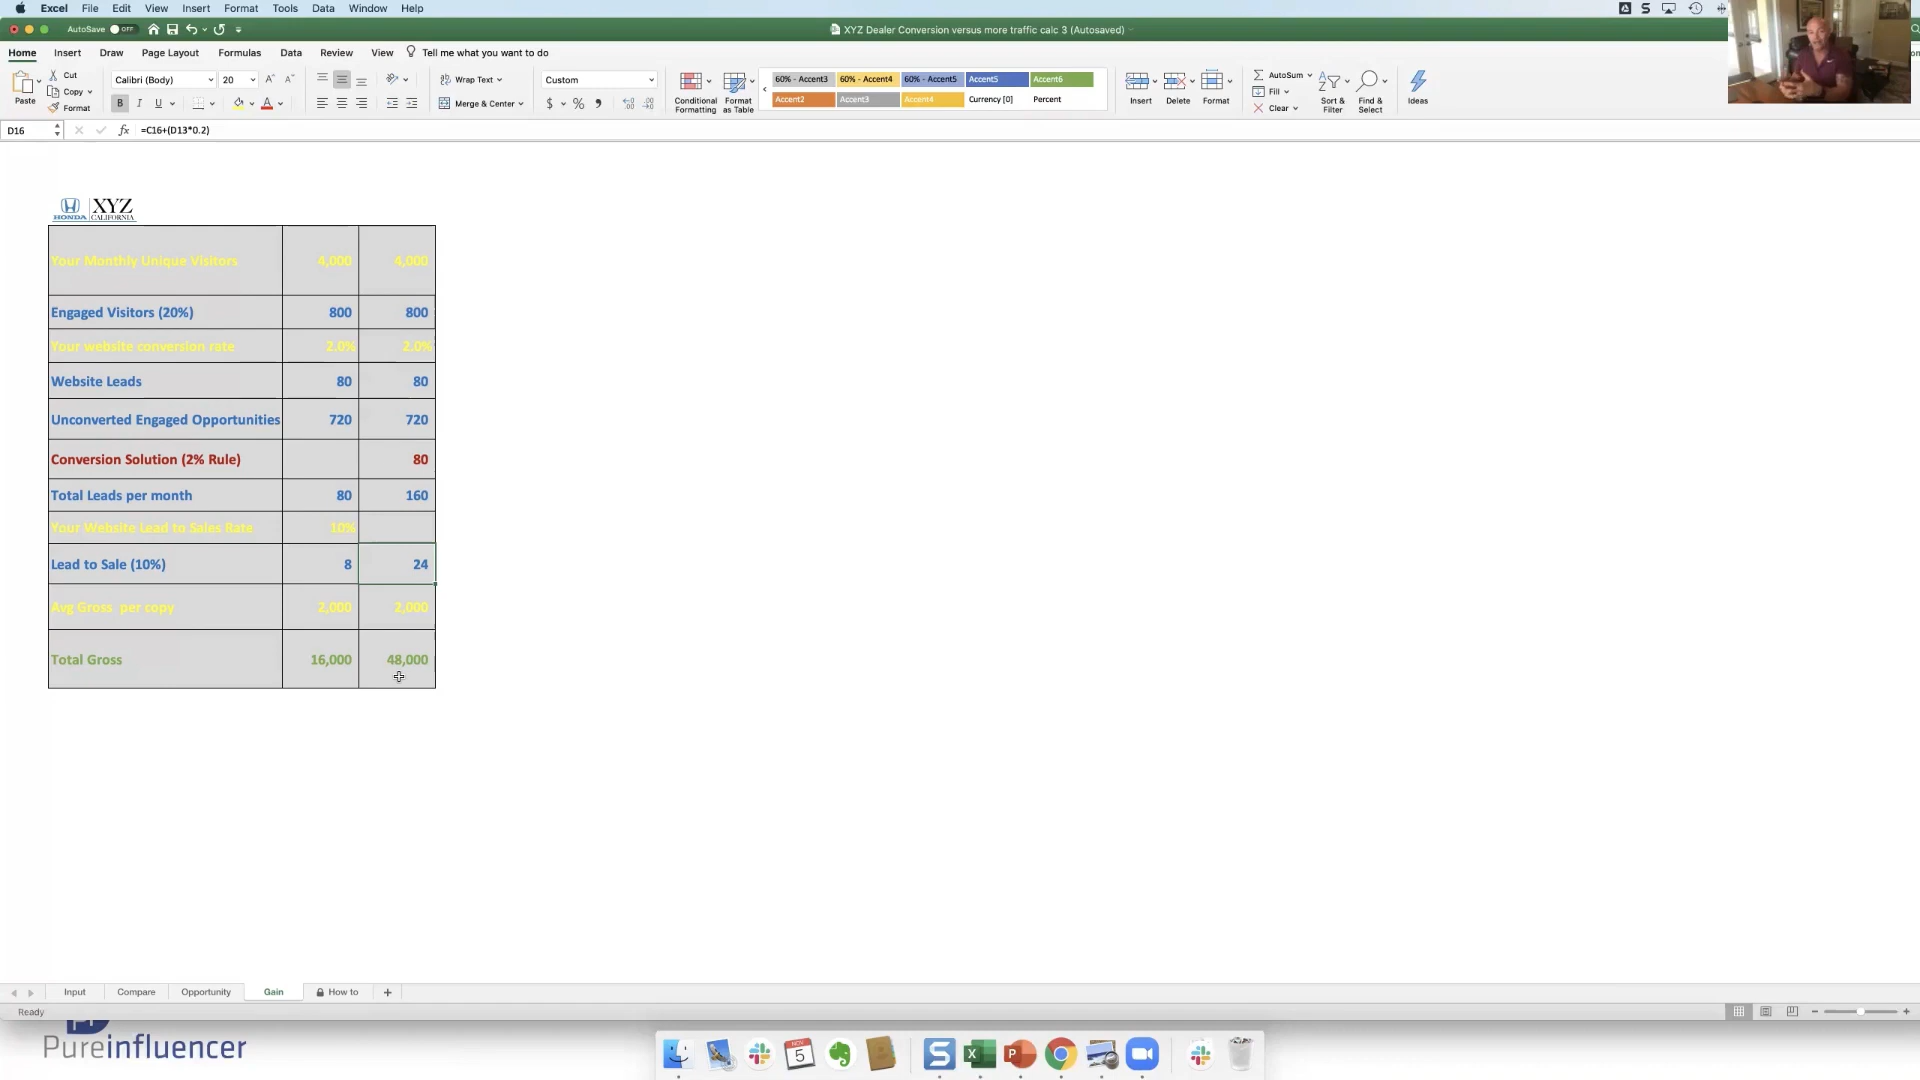 Excel File Edit View Insert Format Tools Data Window Help
AutoSave OFF XYZ Dealer Conversion versus more traffic calc 3 (Autosaved)
Home Insert Draw Page Layout Formulas Data Review View Tell me what you want to do
Paste Cut Copy Format
Calibri (Body) 20 B I U A
Wrap Text
Merge & Center
Custom
$ %
Conditional Formatting
Format as Table
60% - Accent3 60% - Accent4 60% - Accent5 Accent5 Accent6
Accent2 Accent3 Accent4 Currency [0] Percent
Insert Delete Format
AutoSum
Fill
Clear
Sort & Filter
Find & Select
Ideas
D16 fx =C16+(D13*0.2)
HONDA XYZ CALIFORNIA
Your Monthly Unique Visitors 4,000 4,000
Engaged Visitors (20%) 800 800
Your website conversion rate 2.0% 2.0%
Website Leads 80 80
Unconverted Engaged Opportunities 720 720
Conversion Solution (2% Rule) 80
Total Leads per month 80 160
Your Website Lead to Sales Rate 10%
Lead to Sale (10%) 8 24
Avg Gross per copy 2,000 2,000
Total Gross 16,000 48,000
Input Compare Opportunity Gain How to +
Ready
Pureinfluencer
NOV 5